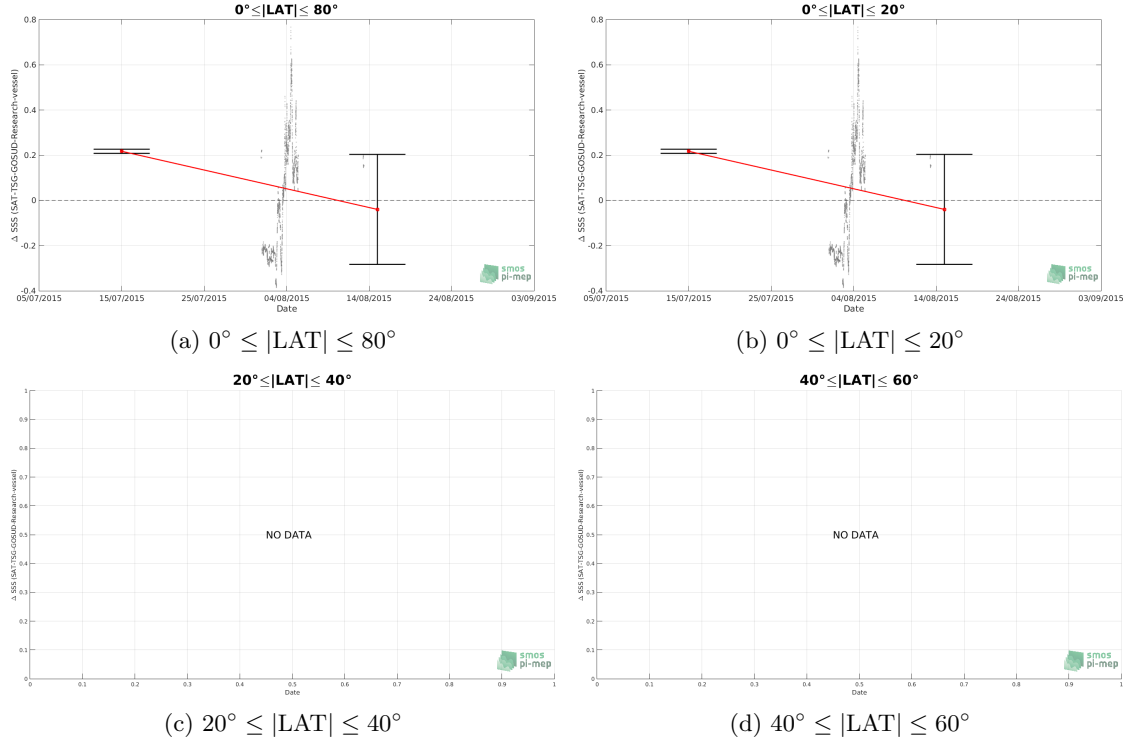 0°≤|LAT|≤ 80°
0.8
0.6
0.4
0.2
0
-0.2
-0.4
Δ SSS (SAT-TSG-GOSUD-Research-vessel)
05/07/2015 15/07/2015 25/07/2015 04/08/2015 14/08/2015 24/08/2015 03/09/2015
Date
smos
pi-mep
(a) 0° ≤ |LAT| ≤ 80°
0°≤|LAT|≤ 20°
0.8
0.6
0.4
0.2
0
-0.2
-0.4
Δ SSS (SAT-TSG-GOSUD-Research-vessel)
05/07/2015 15/07/2015 25/07/2015 04/08/2015 14/08/2015 24/08/2015 03/09/2015
Date
smos
pi-mep
(b) 0° ≤ |LAT| ≤ 20°
20°≤|LAT|≤ 40°
1
0.9
0.8
0.7
0.6
0.5
0.4
0.3
0.2
0.1
0
Δ SSS (SAT-TSG-GOSUD-Research-vessel)
NO DATA
0 0.1 0.2 0.3 0.4 0.5 0.6 0.7 0.8 0.9 1
Date
smos
pi-mep
(c) 20° ≤ |LAT| ≤ 40°
40°≤|LAT|≤ 60°
1
0.9
0.8
0.7
0.6
0.5
0.4
0.3
0.2
0.1
0
Δ SSS (SAT-TSG-GOSUD-Research-vessel)
NO DATA
0 0.1 0.2 0.3 0.4 0.5 0.6 0.7 0.8 0.9 1
Date
smos
pi-mep
(d) 40° ≤ |LAT| ≤ 60°